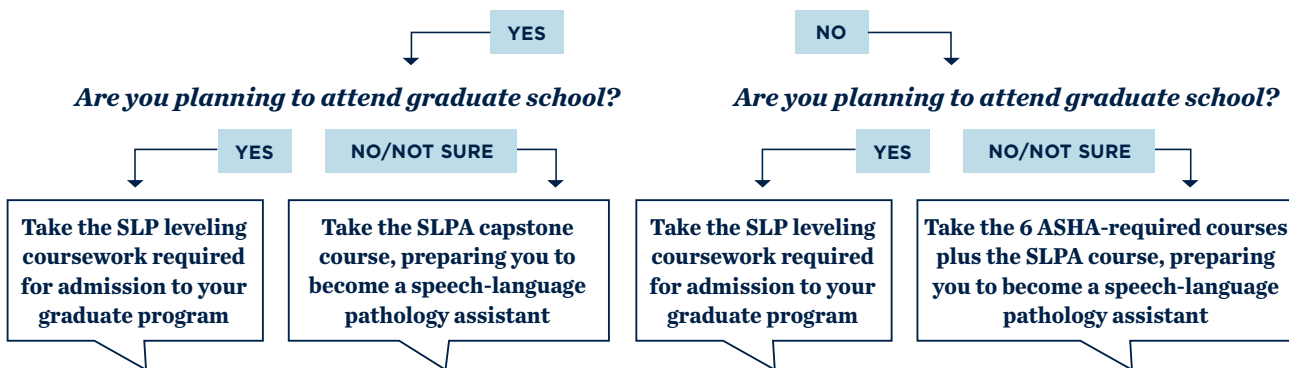 YES
NO
Are you planning to attend graduate school?
Are you planning to attend graduate school?
YES
NO/NOT SURE
YES
NO/NOT SURE
Take the SLP leveling
coursework required
for admission to your
graduate program
Take the SLPA capstone
course, preparing you to
become a speech-language
pathology assistant
Take the SLP leveling
coursework required
for admission to your
graduate program
Take the 6 ASHA-required courses
plus the SLPA course, preparing
you to become a speech-language
pathology assistant